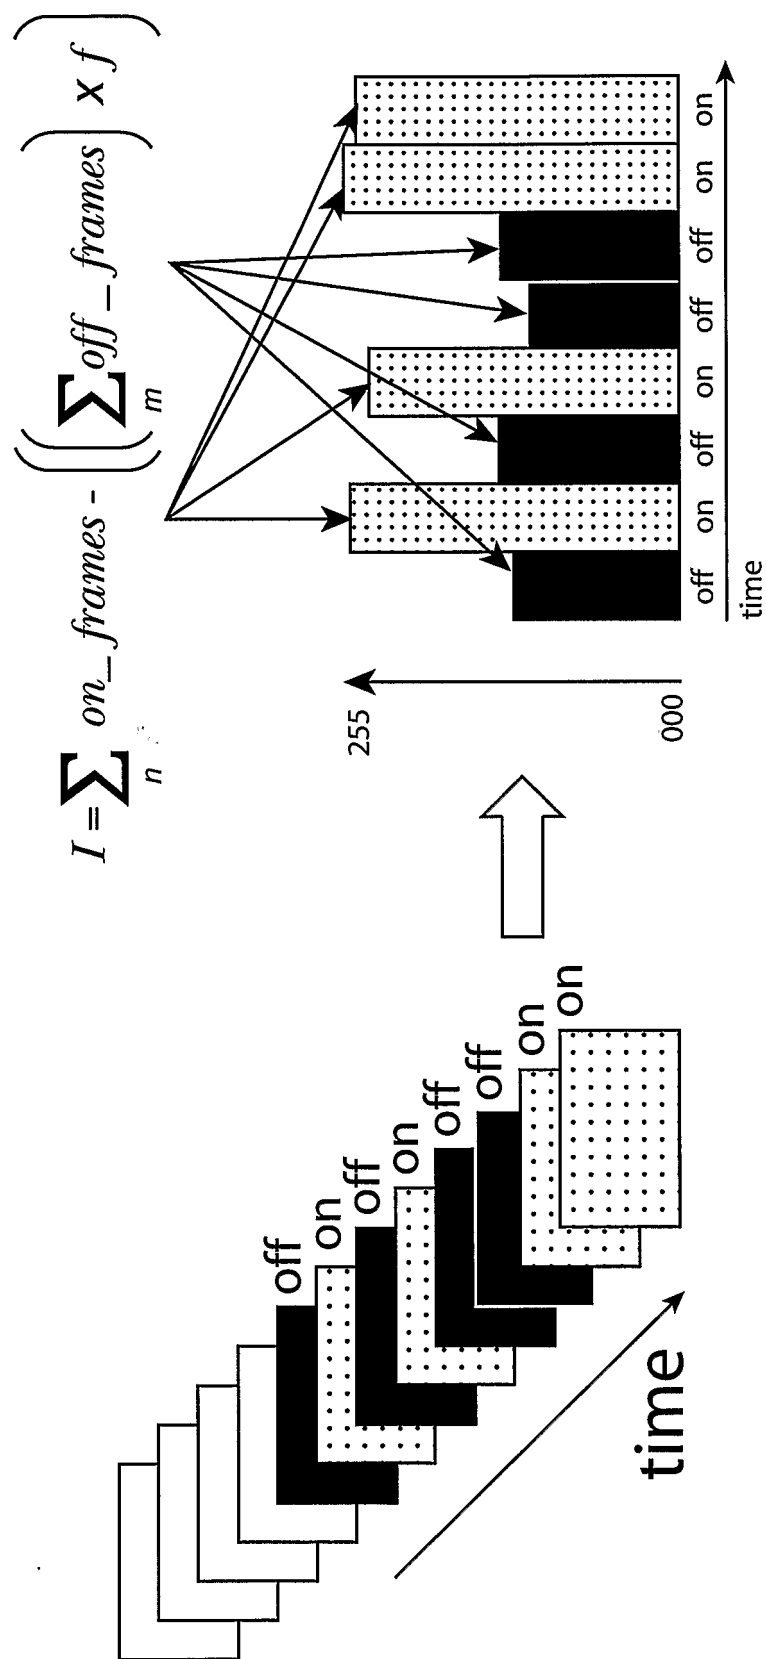 I = ∑ on_frames - ((∑ off_frames) x f)
n m
255
000
off on off on off off on on
time
off
on
off
on
off
off
on
on
time